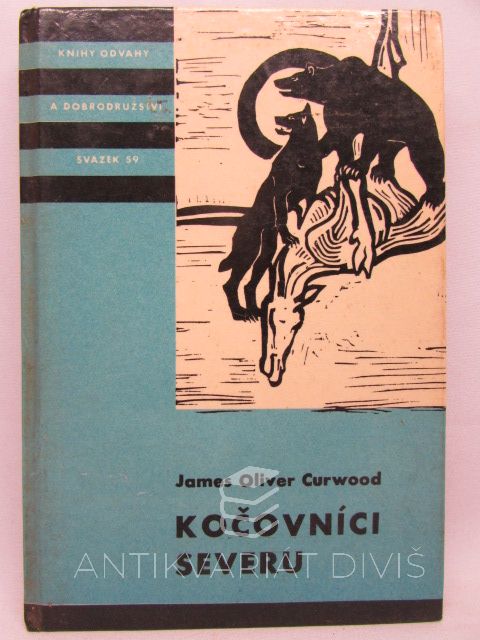 KNIHY ODVAHY
A DOBRODRUŽSTVÍ
SVAZEK 59
James Oliver Curwood
KOČOVNÍCI
SEVERU
ANTIKVARIÁT DIVIŠ